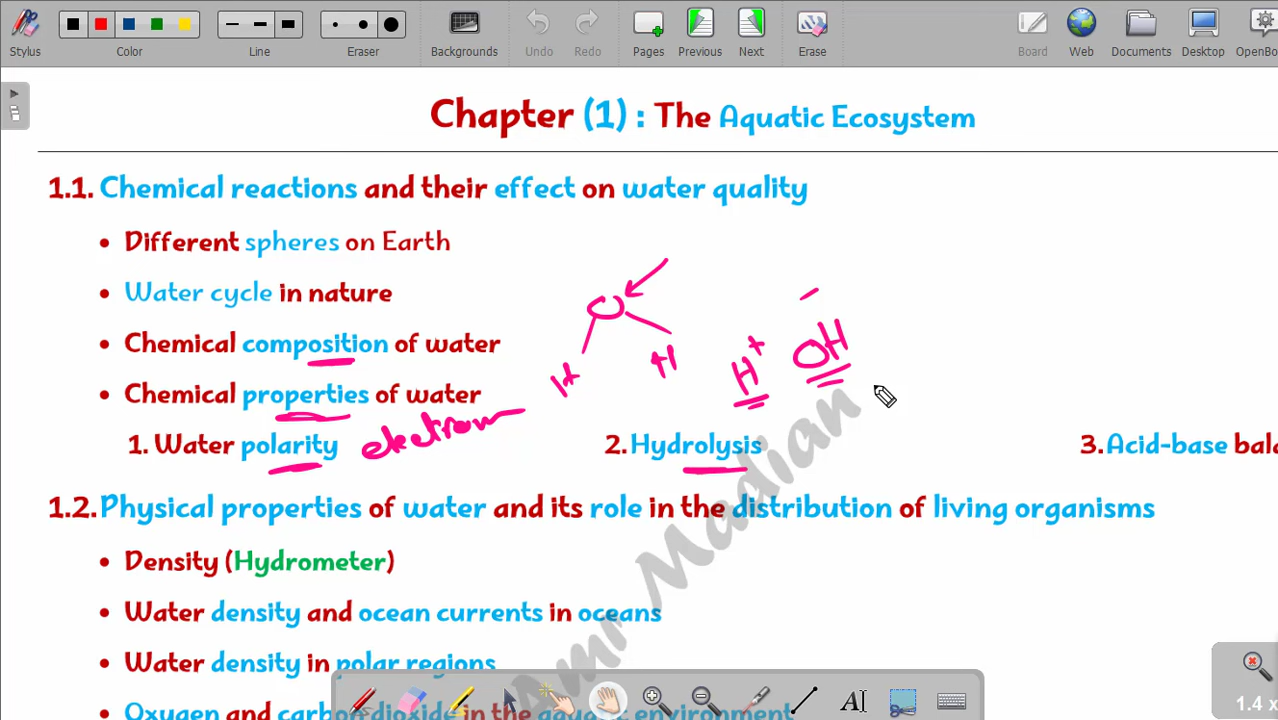 Stylus
Color
Line
Eraser
Backgrounds
Undo
Redo
Pages
Previous
Next
Erase
Board
Web
Documents
Desktop
OpenBo
Chapter (1) : The Aquatic Ecosystem
1.1. Chemical reactions and their effect on water quality
• Different spheres on Earth
• Water cycle in nature
• Chemical composition of water
• Chemical properties of water
O
H H
H+ OH-
electron
1. Water polarity 2. Hydrolysis 3. Acid-base bala
1.2. Physical properties of water and its role in the distribution of living organisms
• Density (Hydrometer)
• Water density and ocean currents in oceans
• Water density in polar regions
• Oxygen and carbon dioxide in the aquatic environment
Amr Madian
AI
1.4 x